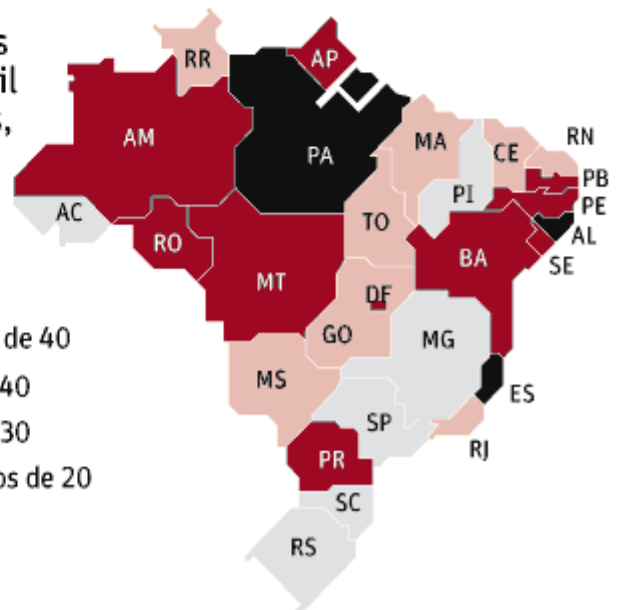 s
il
s,
RR
AP
AM
PA
MA
CE
RN
PI
PB
PE
AL
SE
AC
RO
TO
MT
BA
DF
GO
MG
de 40
MS
ES
40
SP
RJ
30
PR
os de 20
SC
RS